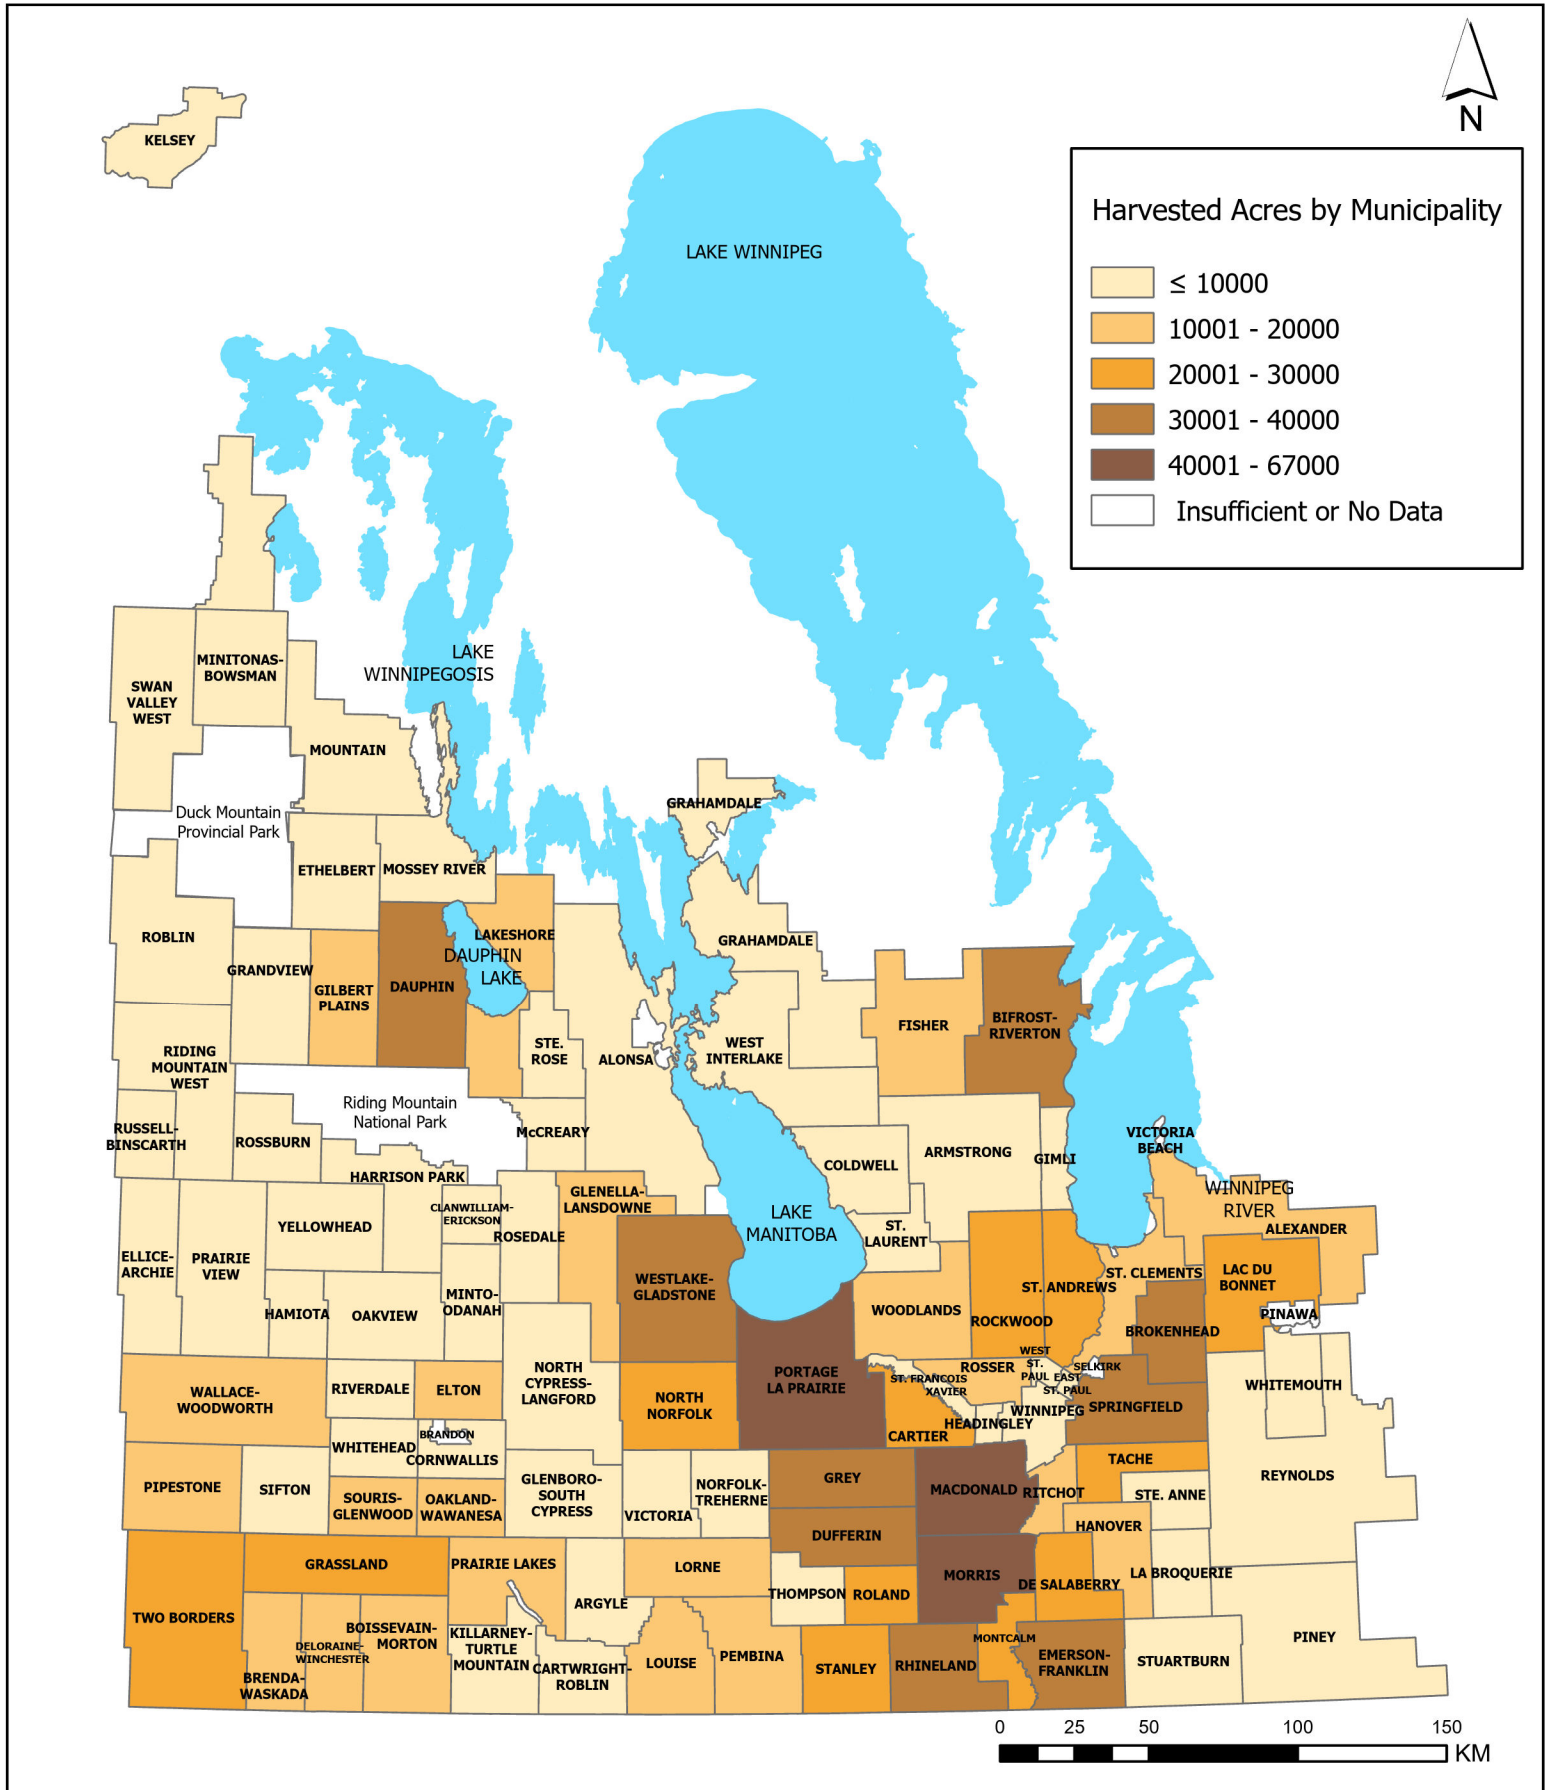 N
KELSEY
Harvested Acres by Municipality
≤ 10000
10001 - 20000
20001 - 30000
30001 - 40000
40001 - 67000
Insufficient or No Data
LAKE WINNIPEG
LAKE
WINNIPEGOSIS
MINITONAS-
BOWSMAN
SWAN
VALLEY
WEST
MOUNTAIN
Duck Mountain
Provincial Park
GRAHAMDALE
ETHELBERT
MOSSEY RIVER
ROBLIN
LAKESHORE
GRAHAMDALE
DAUPHIN
LAKE
GRANDVIEW
GILBERT
PLAINS
DAUPHIN
FISHER
BIFROST-
RIVERTON
STE.
ROSE
ALONSA
WEST
INTERLAKE
RIDING
MOUNTAIN
WEST
Riding Mountain
National Park
RUSSELL-
BINSCARTH
ROSSBURN
McCREARY
VICTORIA
BEACH
ARMSTRONG
GIMLI
COLDWELL
HARRISON PARK
GLENELLA-
LANSDOWNE
WINNIPEG
RIVER
ALEXANDER
CLANWILLIAM-
ERICKSON
YELLOWHEAD
ROSEDALE
LAKE
MANITOBA
ST.
LAURENT
ELLICE-
ARCHIE
PRAIRIE
VIEW
WESTLAKE-
GLADSTONE
ST. CLEMENTS
LAC DU
BONNET
ST. ANDREWS
MINTO-
ODANAH
HAMIOTA
OAKVIEW
WOODLANDS
ROCKWOOD
PINAWA
BROKENHEAD
NORTH
CYPRESS-
LANGFORD
PORTAGE
LA PRAIRIE
ROSSER
WEST
ST.
PAUL
SELKIRK
EAST
ST. PAUL
ST. FRANCOIS
XAVIER
WHITEMOUTH
WALLACE-
WOODWORTH
RIVERDALE
ELTON
NORTH
NORFOLK
WINNIPEG
SPRINGFIELD
HEADINGLEY
CARTIER
BRANDON
WHITEHEAD
CORNWALLIS
TACHE
REYNOLDS
PIPESTONE
SIFTON
SOURIS-
GLENWOOD
OAKLAND-
WAWANESA
GLENBORO-
SOUTH
CYPRESS
VICTORIA
NORFOLK-
TREHERNE
GREY
MACDONALD
RITCHOT
STE. ANNE
HANOVER
DUFFERIN
GRASSLAND
PRAIRIE LAKES
LORNE
MORRIS
LA BROQUERIE
DE SALABERRY
THOMPSON
ROLAND
ARGYLE
TWO BORDERS
BOISSEVAIN-
MORTON
DELORAINE-
WINCHESTER
KILLARNEY-
TURTLE
MOUNTAIN
MONTCALM
PINEY
BRENDA-
WASKADA
CARTWRIGHT-
ROBLIN
LOUISE
PEMBINA
STANLEY
RHINELAND
EMERSON-
FRANKLIN
STUARTBURN
0 25 50 100 150
KM